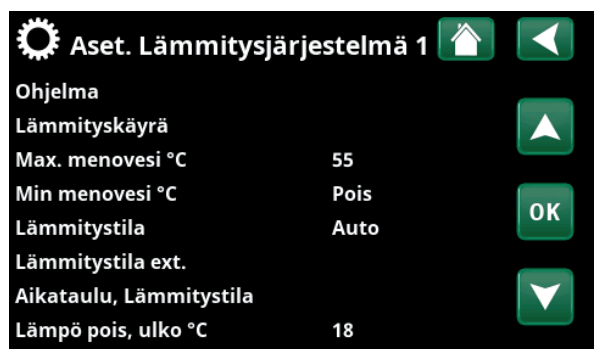 Aset. Lämmitysjärjestelmä 1
Ohjelma
Lämmityskäyrä
Max. menovesi °C 55
Min menovesi °C Pois
Lämmitystila Auto
OK
Lämmitystila ext.
Aikataulu, Lämmitystila
Lämpö pois, ulko °C 18